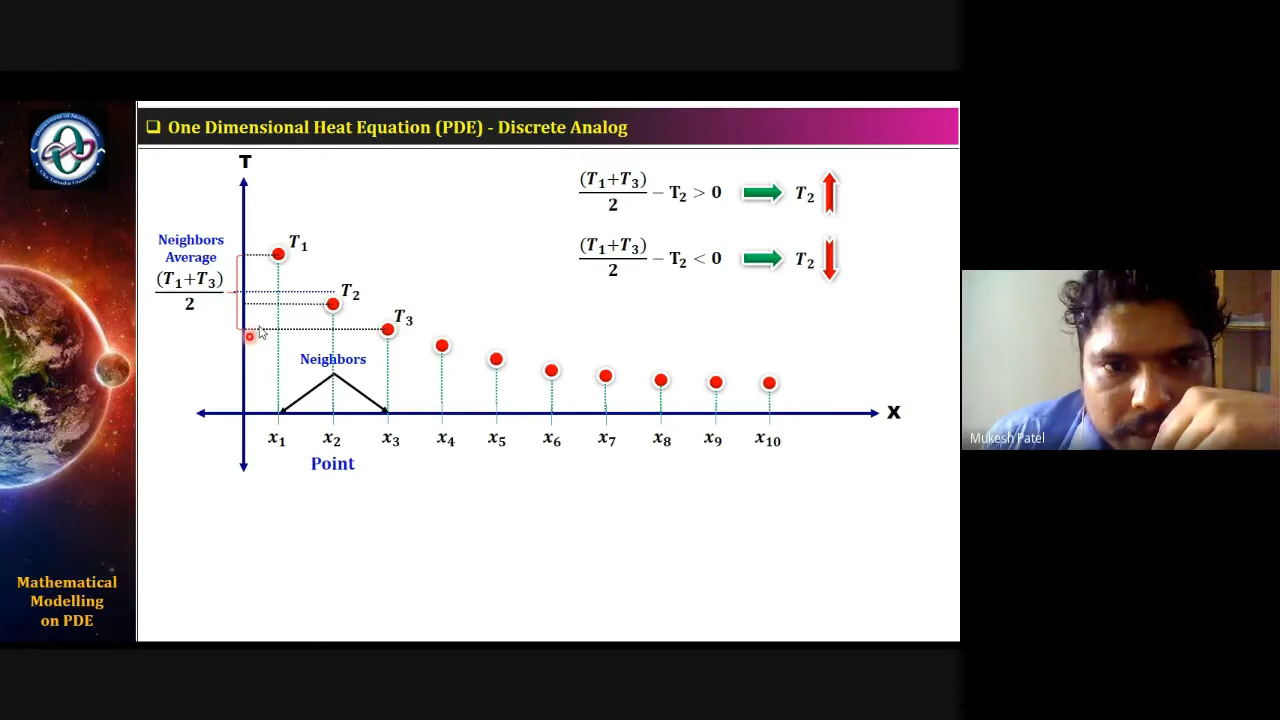 ❑ One Dimensional Heat Equation (PDE) - Discrete Analog
T
(T₁+T₃)/2 − T₂ > 0 T₂
(T₁+T₃)/2 − T₂ < 0 T₂
Neighbors
Average
(T₁+T₃)/2
T₁
T₂
T₃
Neighbors
X
x₁ x₂ x₃ x₄ x₅ x₆ x₇ x₈ x₉ x₁₀
Point
Mathematical
Modelling
on PDE
Mukesh Patel